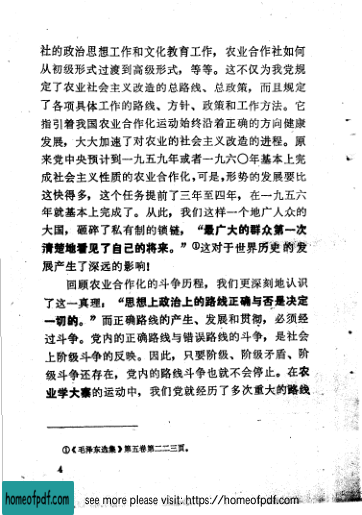 社的政治思想工作和文化教育工作，农业合作社如何
从初级形式过渡到高级形式，等等。这不仅为我党规
定了农业社会主义改造的总路线、总政策，而且规定
了各项具体工作的路线、方针、政策和工作方法。它
指引着我国农业合作化运动始终沿着正确的方向健康
发展，大大加速了对农业的社会主义改造的进程。原
来党中央预计到一九五九年或者一九六〇年基本上完
成社会主义性质的农业合作化，可是，形势的发展要比
这快得多，这个任务提前了三年至四年，在一九五六
年就基本上完成了。从此，我们这样一个地广人众的
大国，砸碎了私有制的锁链，“最广大的群众第一次
清楚地看见了自己的将来。”①这对于世界历史的发
展产生了深远的影响！
回顾农业合作化的斗争历程，我们更深刻地认识
了这一真理：“思想上政治上的路线正确与否是决定
一切的。”而正确路线的产生、发展和贯彻，必须经
过斗争。党内的正确路线与错误路线的斗争，是社会
上阶级斗争的反映。因此，只要阶级、阶级矛盾、阶
级斗争还存在，党内的路线斗争也就不会停止。在农
业学大寨的运动中，我们党就经历了多次重大的路线
①《毛泽东选集》第五卷第二二三页。
4
homeofpdf.com
see more please visit: https://homeofpdf.com